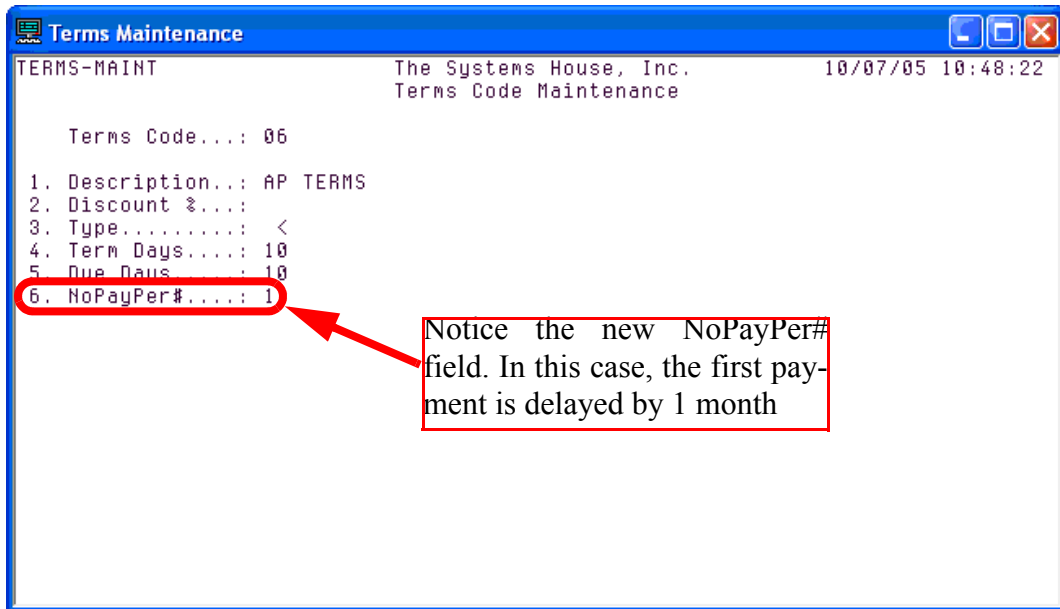 Terms Maintenance
TERMS-MAINT The Systems House, Inc. 10/07/05 10:48:22
Terms Code Maintenance
Terms Code...: 06
1. Description..: AP TERMS
2. Discount %...:
3. Type.........: <
4. Term Days....: 10
5. Due Days.....: 10
6. NoPayPer#....: 1
Notice the new NoPayPer#
field. In this case, the first pay-
ment is delayed by 1 month